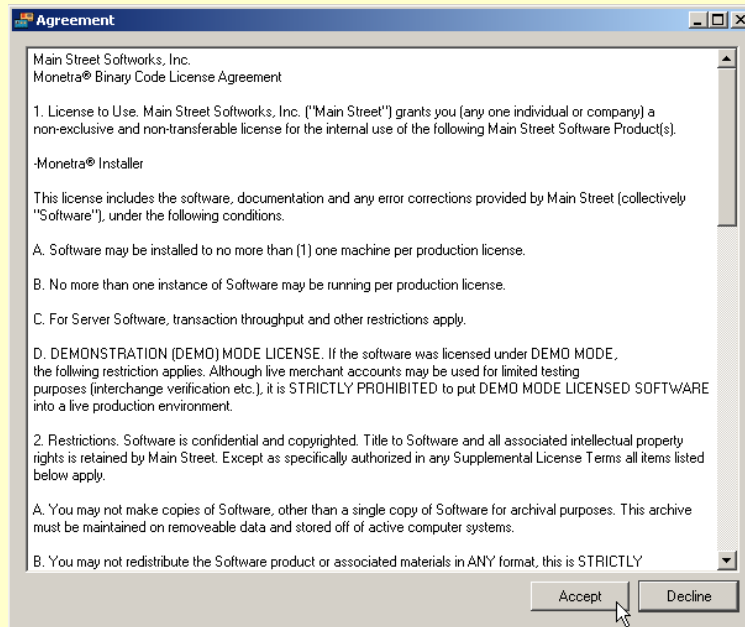 Agreement
Main Street Softworks, Inc.
Monetra® Binary Code License Agreement
1. License to Use. Main Street Softworks, Inc. ("Main Street") grants you (any one individual or company) a
non-exclusive and non-transferable license for the internal use of the following Main Street Software Product(s).
-Monetra® Installer
This license includes the software, documentation and any error corrections provided by Main Street (collectively
"Software"), under the following conditions.
A. Software may be installed to no more than (1) one machine per production license.
B. No more than one instance of Software may be running per production license.
C. For Server Software, transaction throughput and other restrictions apply.
D. DEMONSTRATION (DEMO) MODE LICENSE. If the software was licensed under DEMO MODE,
the follwing restriction applies. Although live merchant accounts may be used for limited testing
purposes (interchange verification etc.), it is STRICTLY PROHIBITED to put DEMO MODE LICENSED SOFTWARE
into a live production environment.
2. Restrictions. Software is confidential and copyrighted. Title to Software and all associated intellectual property
rights is retained by Main Street. Except as specifically authorized in any Supplemental License Terms all items listed
below apply.
A. You may not make copies of Software, other than a single copy of Software for archival purposes. This archive
must be maintained on removeable data and stored off of active computer systems.
B. You may not redistribute the Software product or associated materials in ANY format, this is STRICTLY
Accept Decline